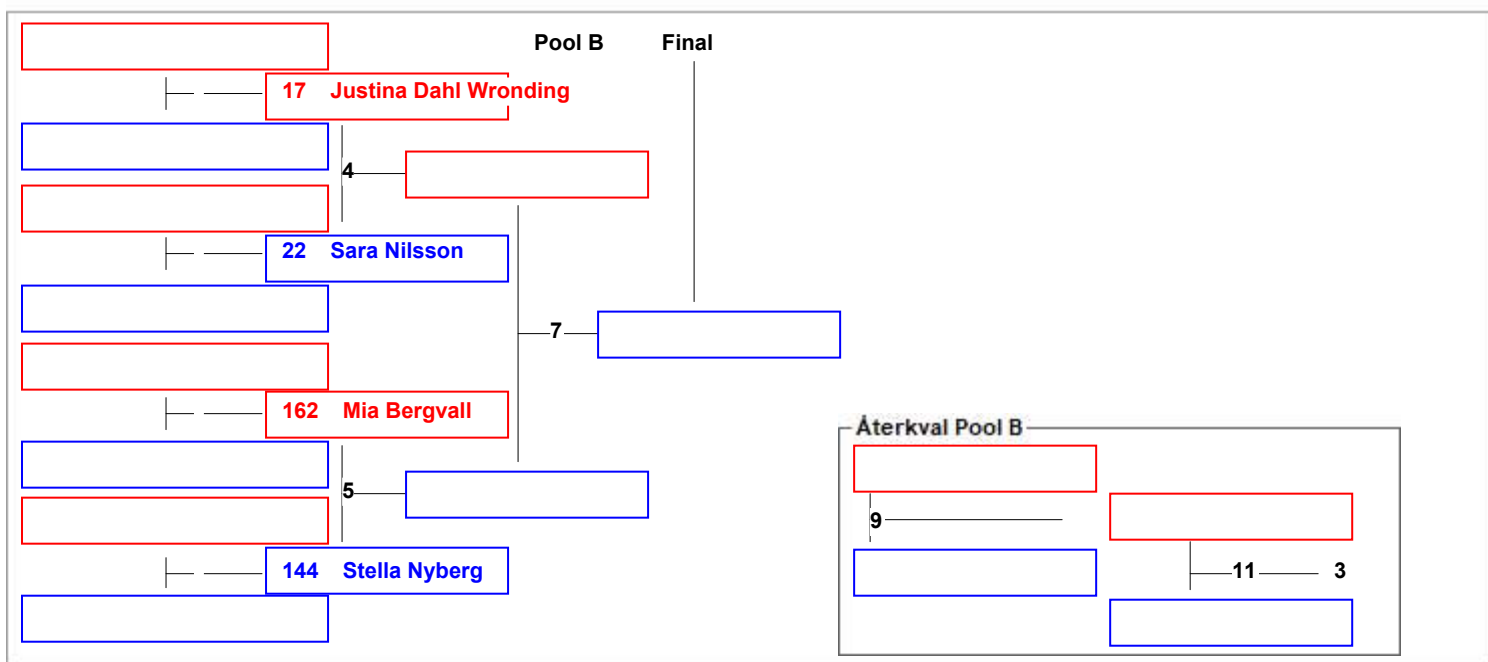 Pool B Final
17 Justina Dahl Wronding
4
22 Sara Nilsson
7
162 Mia Bergvall
5
144 Stella Nyberg
Återkval Pool B
9
11 3